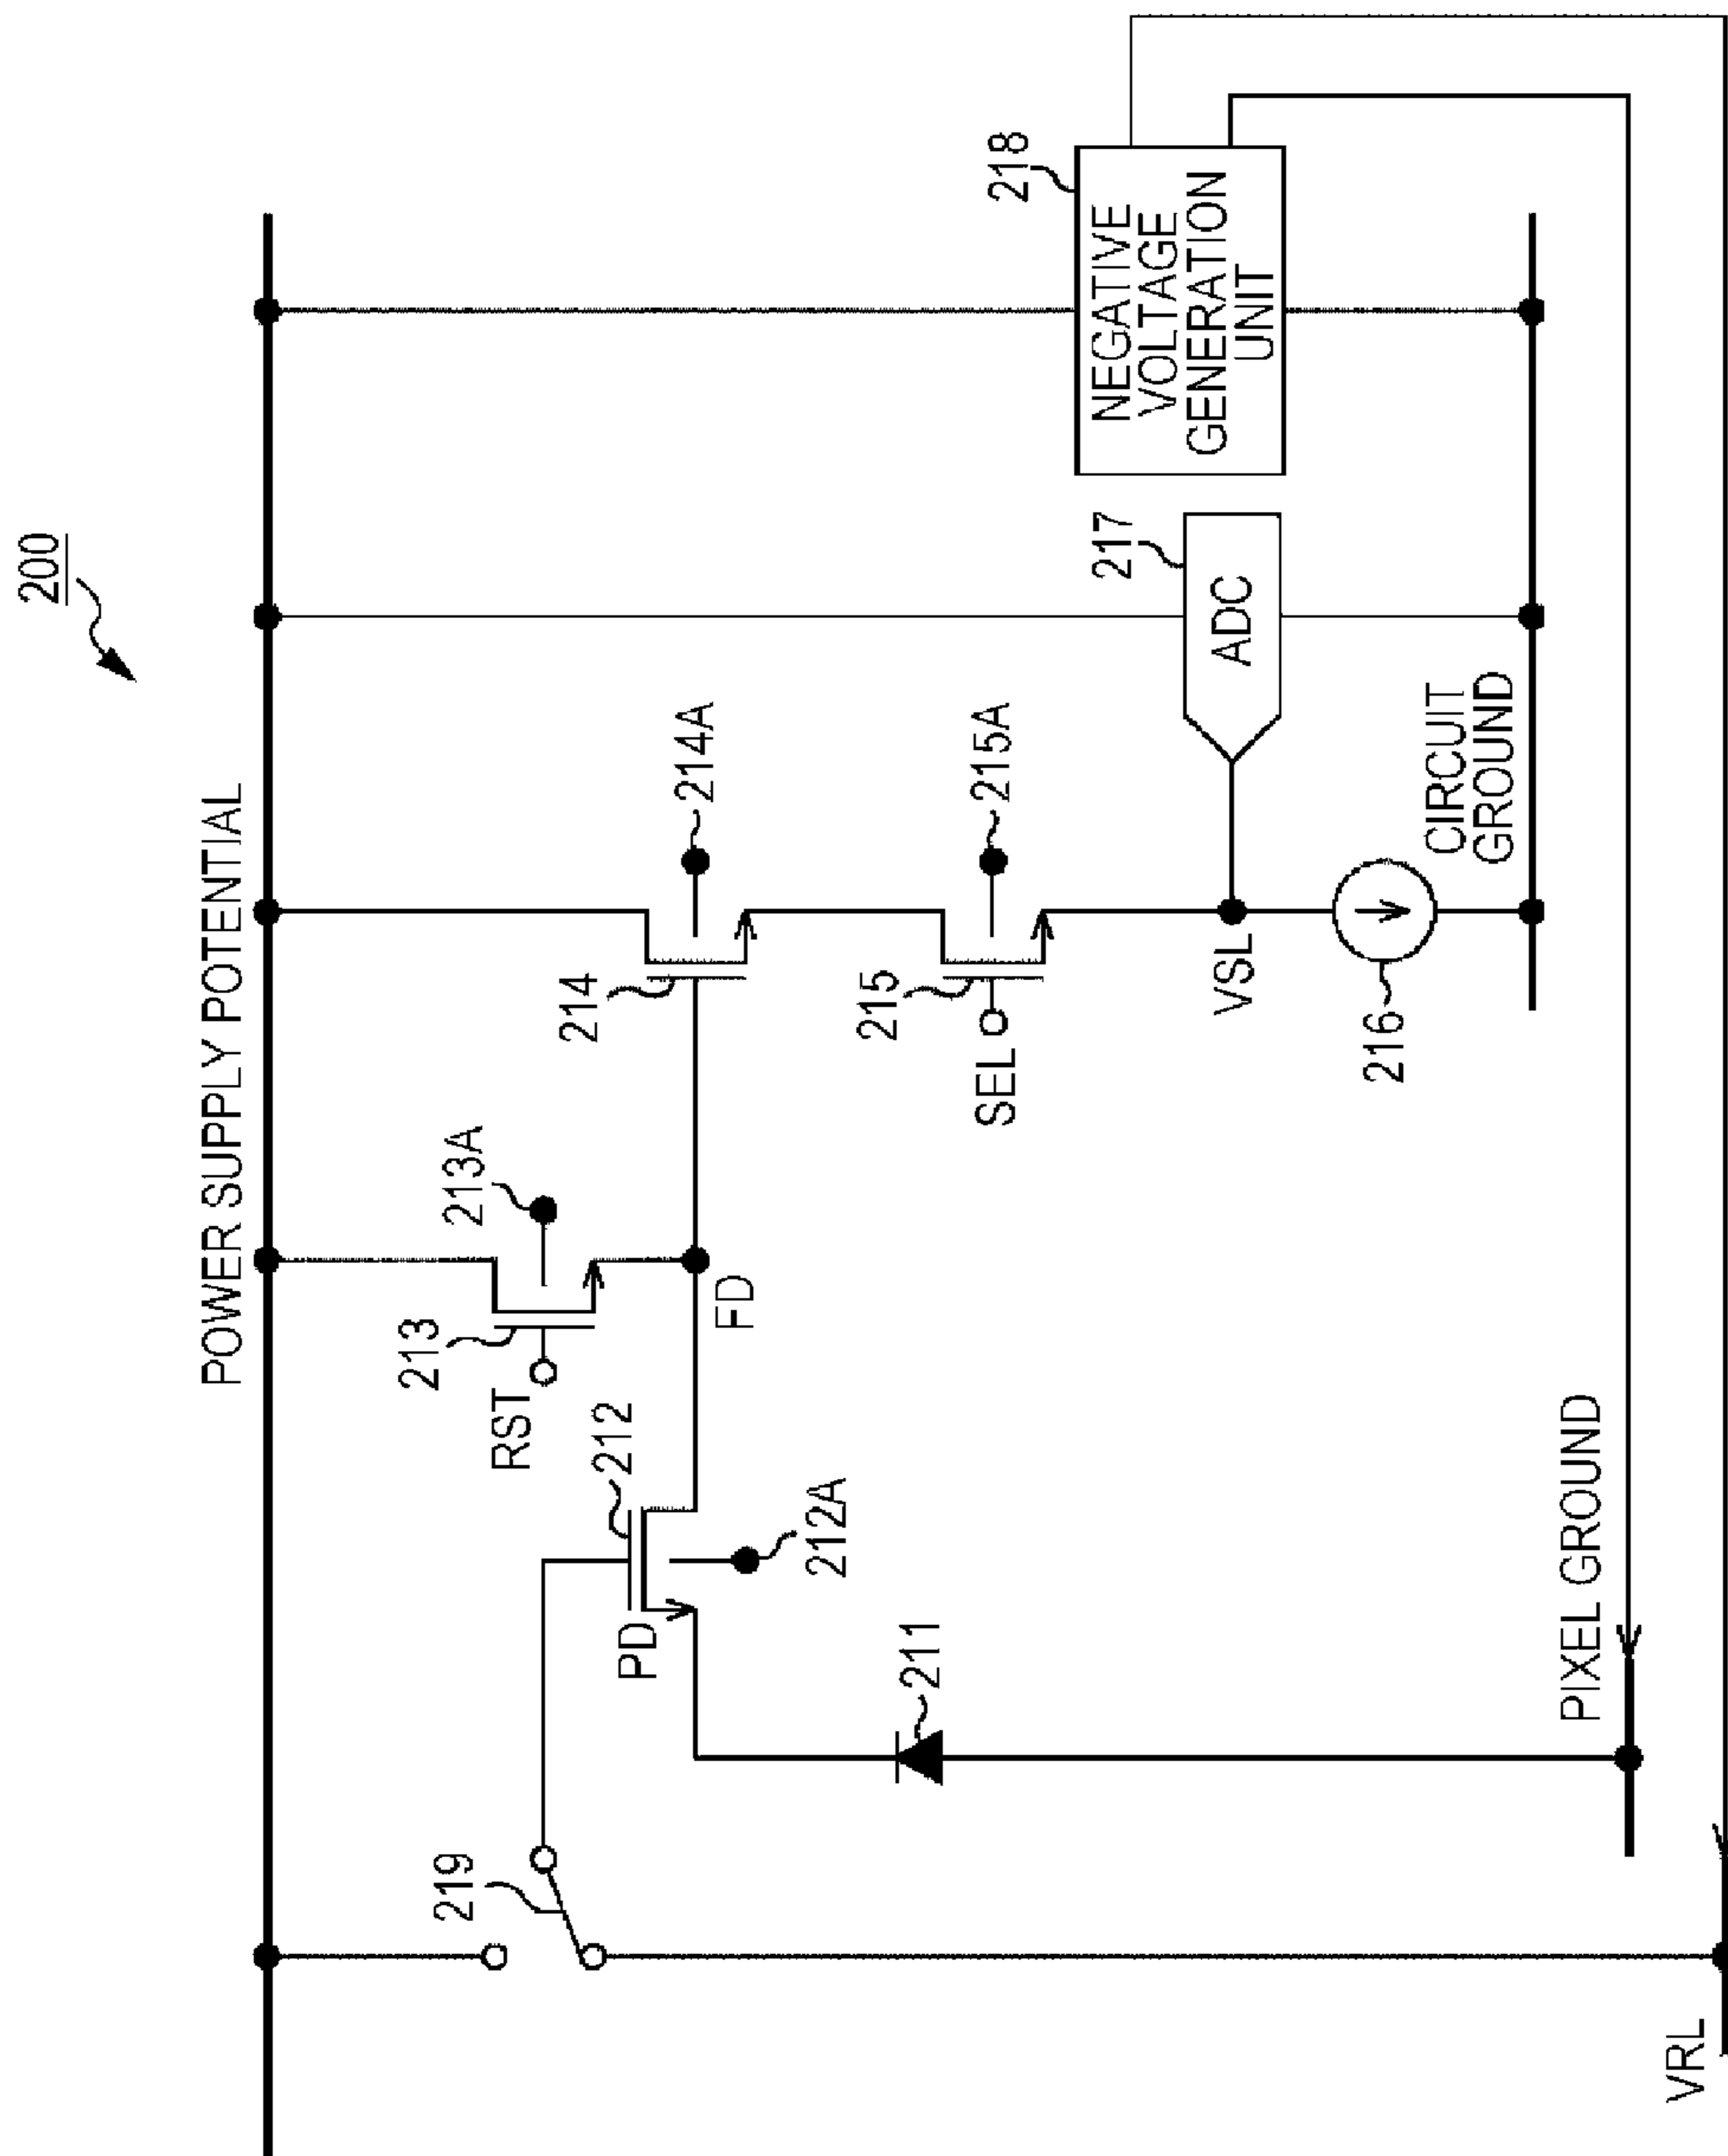 200
POWER SUPPLY POTENTIAL
219
RST
213
213A
PD
212
212A
FD
214
214A
211
SEL
215
215A
VSL
217
ADC
218
NEGATIVE
VOLTAGE
GENERATION
UNIT
216
CIRCUIT
GROUND
PIXEL GROUND
VRL